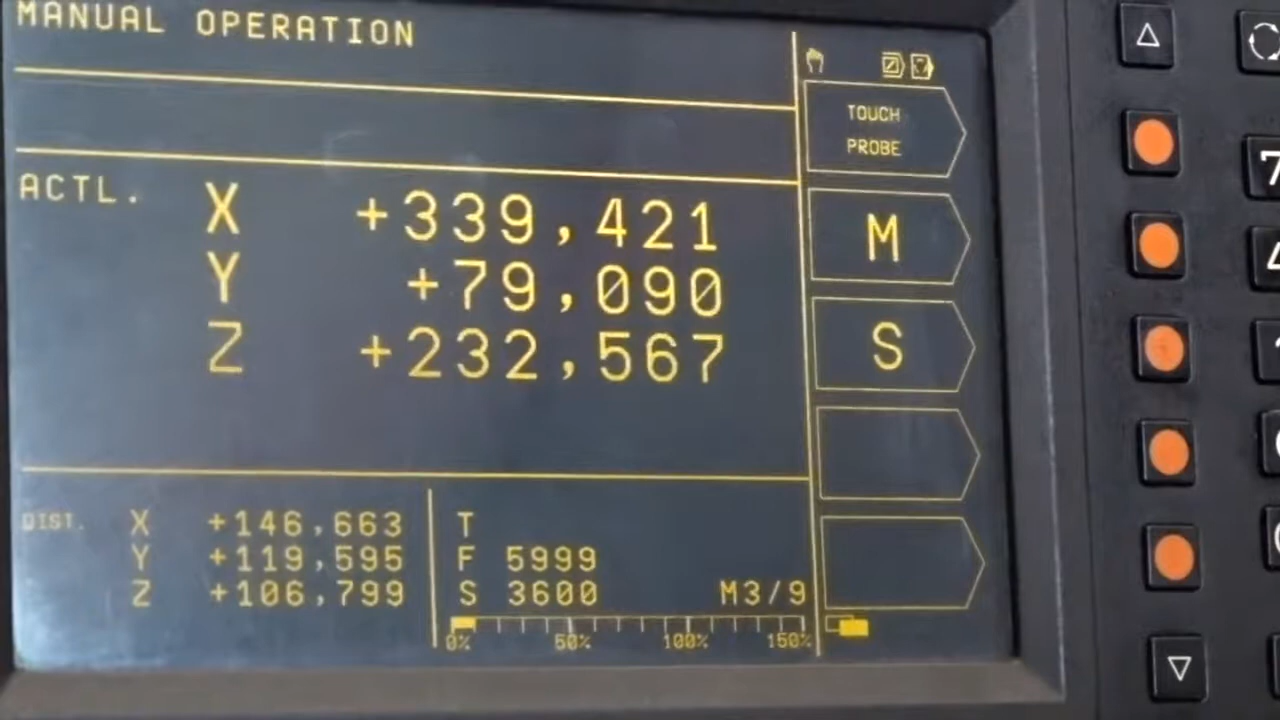 MANUAL OPERATION
TOUCH
PROBE
ACTL. X +339,421
Y +79,090
Z +232,567
M
S
DIST. X +146,663
Y +119,595
Z +106,799
T
F 5999
S 3600 M3/9
0% 50% 100% 150%
7